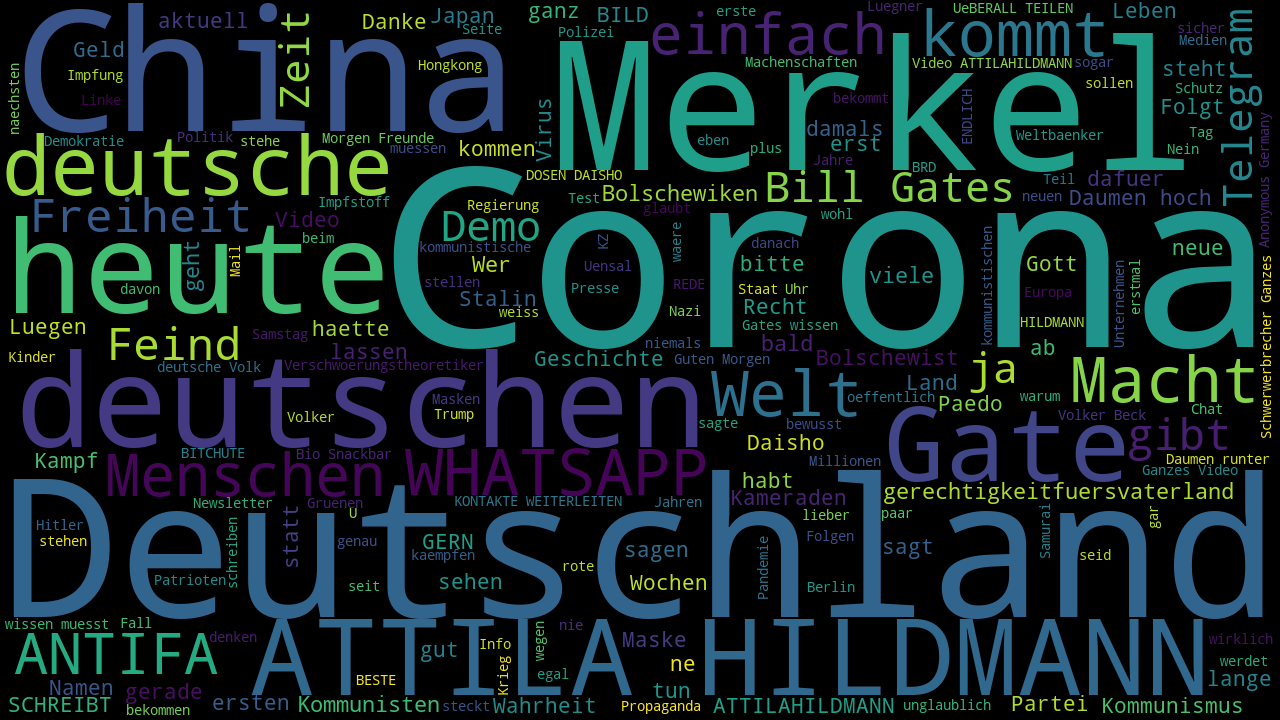 China
aktuell
Zeit
Danke
Japan
Seite
ganz
BILD
Polizei
erste
einfach
Luegner
UeBERALL TEILEN
kommt
Leben
sicher
Medien
Telegram
Geld
Impfung
Linke
Hongkong
naechsten
Merkel
Machenschaften
Video ATTILAHILDMANN
sogar
sollen
steht
Schutz
Folgt
bekommt
Virus
damals
erst
eben
plus
ENDLICH
Weltbaenker
Tag
Nein
Demokratie
Politik
stehe
Morgen Freunde
muessen
kommen
deutsche
DOSEN DAISHO
Jahre
BRD
Teil
dafuer
Anonymous Germany
Freiheit
Video
Impfstoff
Regierung
Test
Bolschewiken
Bill
Gates
neuen
Daumen hoch
glaubt
wohl
beim
Demo
heute
Corona
geht
Mail
kommunistische
KZ
waere
danach
kommunistischen
neue
Wer
Uensal
bitte
viele
Gott
Unternehmen
erstmal
davon
stellen
Presse
REDE
Staat Uhr
Europa
Stalin
weiss
Nazi
Recht
Gates wissen
HILDMANN
Luegen
Feind
Samstag
haette
niemals
bald
ab
Kinder
lassen
Geschichte
Guten Morgen
Bolschewist
ja
Schwerwerbrecher Ganzes
deutsche Volk
Verschwoerungstheoretiker
deutschen
Welt
Land
oeffentlich
Paedo
warum
Macht
Masken
Trump
Volker
sagte
bewusst
Gate
Volker Beck
Chat
gibt
BITCHUTE
Bio Snackbar
Daisho
Kampf
Millionen
Daumen runter
Ganzes Video
Menschen
WHATSAPP
habt
Kameraden
gerechtigkeitfuersvaterland
Newsletter
Gruenen
KONTAKTE WEITERLEITEN
Jahren
U
lieber
paar
Samurai
gar
Hitler
stehen
schreiben
statt
genau
GERN
kaempfen
sagen
Folgen
sagt
seid
Deutschland
Patrioten
seit
sehen
rote
Wochen
Pandemie
Berlin
wissen muesst
Fall
denken
nie
wirklich
ANTIFA
ATTILA HILDMANN
gut
Info
wegen
Maske
werdet
Namen
gerade
BESTE
Krieg
egal
ne
tun
lange
SCHREIBT
bekommen
ersten
Kommunisten
steckt
Wahrheit
Propaganda
ATTILAHILDMANN
unglaublich
Partei
Kommunismus